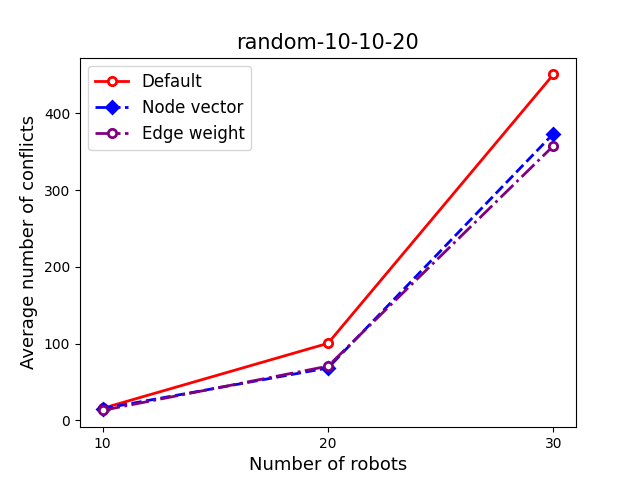 random-10-10-20
Default
Node vector
Edge weight
Average number of conflicts
400
300
200
100
0
10
20
30
Number of robots